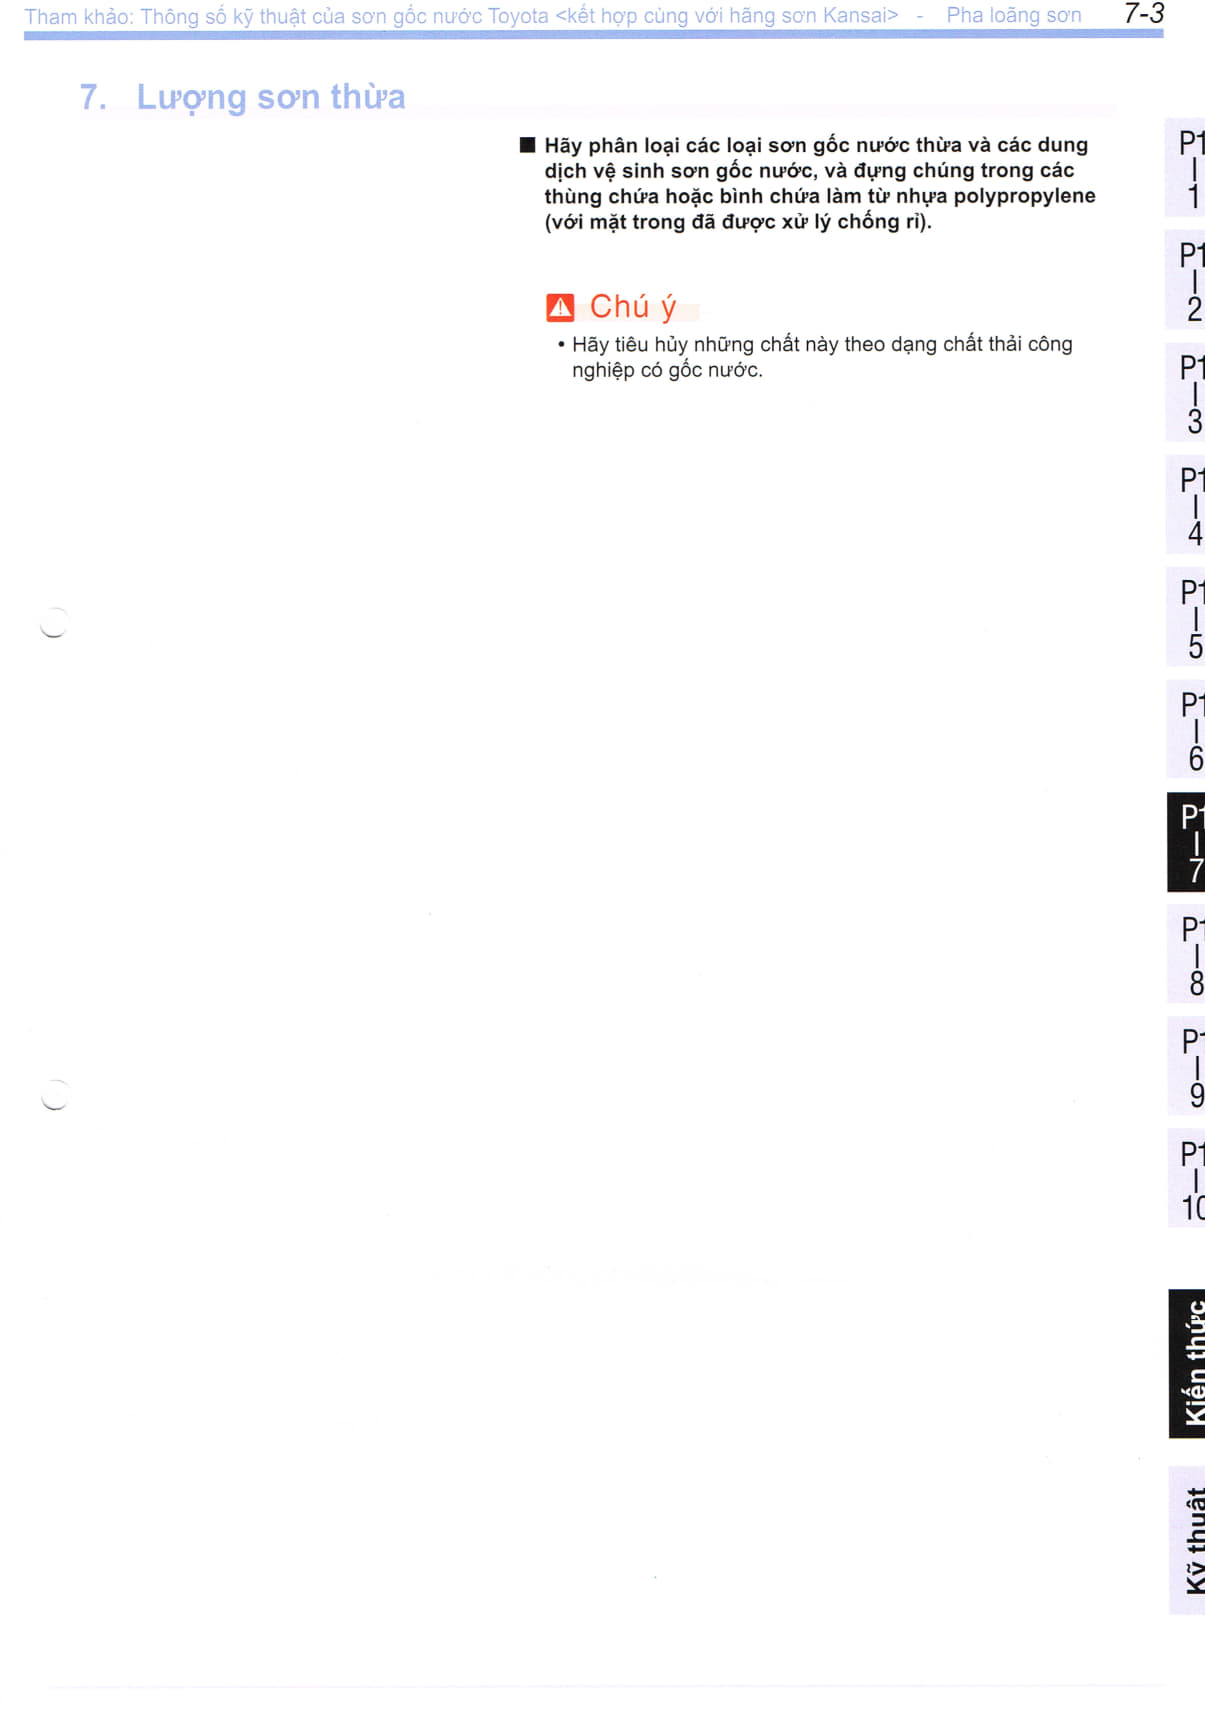 Tham khảo: Thông số kỹ thuật của sơn gốc nước Toyota <kết hợp cùng với hãng sơn Kansai> - Pha loãng sơn 7-3
7. Lượng sơn thừa
■ Hãy phân loại các loại sơn gốc nước thừa và các dung
dịch vệ sinh sơn gốc nước, và đựng chúng trong các
thùng chứa hoặc bình chứa làm từ nhựa polypropylene
(với mặt trong đã được xử lý chống rỉ).
Chú ý
• Hãy tiêu hủy những chất này theo dạng chất thải công
nghiệp có gốc nước.
P1
|
1
P1
|
2
P1
|
3
P1
|
4
P1
|
5
P1
|
6
P1
|
7
P1
|
8
P1
|
9
P1
|
10
Kiến thức
Kỹ thuật